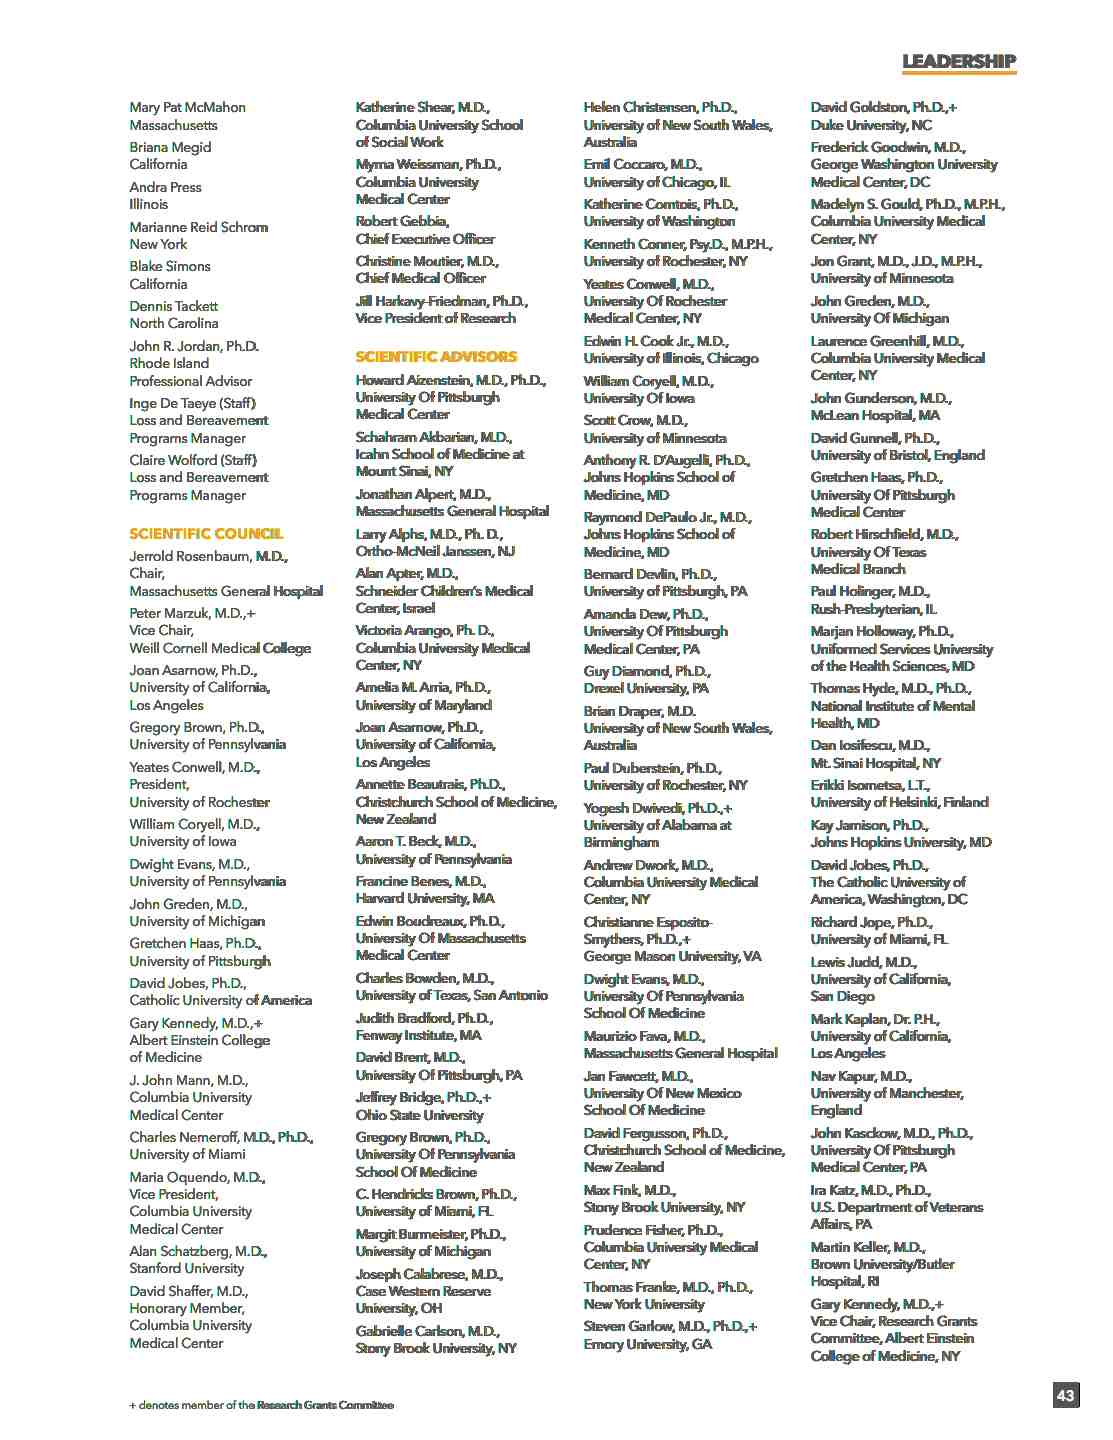 LEADERSHIP
Mary Pat McMahon
Massachusetts
Briana Megid
California
Andra Press
Illinois
Marianne Reid Schrom
New York
Blake Simons
California
Dennis Tackett
North Carolina
John R. Jordan, Ph.D.
Rhode Island
Professional Advisor
Inge De Taeye (Staff)
Loss and Bereavement
Programs Manager
Claire Wolford (Staff)
Loss and Bereavement
Programs Manager
SCIENTIFIC COUNCIL
Jerrold Rosenbaum, M.D.,
Chair,
Massachusetts General Hospital
Peter Marzuk, M.D.,+
Vice Chair,
Weill Cornell Medical College
Joan Asarnow, Ph.D.,
University of California,
Los Angeles
Gregory Brown, Ph.D.,
University of Pennsylvania
Yeates Conwell, M.D.,
President,
University of Rochester
William Coryell, M.D.,
University of Iowa
Dwight Evans, M.D.,
University of Pennsylvania
John Greden, M.D.,
University of Michigan
Gretchen Haas, Ph.D.,
University of Pittsburgh
David Jobes, Ph.D.,
Catholic University of America
Gary Kennedy, M.D.,+
Albert Einstein College
of Medicine
J. John Mann, M.D.,
Columbia University
Medical Center
Charles Nemeroff, M.D., Ph.D.,
University of Miami
Maria Oquendo, M.D.,
Vice President,
Columbia University
Medical Center
Alan Schatzberg, M.D.,
Stanford University
David Shaffer, M.D.,
Honorary Member,
Columbia University
Medical Center
Katherine Shear, M.D.,
Columbia University School
of Social Work
Myrna Weissman, Ph.D.,
Columbia University
Medical Center
Robert Gebbia,
Chief Executive Officer
Christine Moutier, M.D.,
Chief Medical Officer
Jill Harkavy-Friedman, Ph.D.,
Vice President of Research
SCIENTIFIC ADVISORS
Howard Aizenstein, M.D., Ph.D.,
University Of Pittsburgh
Medical Center
Schahram Akbarian, M.D.,
Icahn School of Medicine at
Mount Sinai, NY
Jonathan Alpert, M.D.,
Massachusetts General Hospital
Larry Alphs, M.D., Ph. D.,
Ortho-McNeil Janssen, NJ
Alan Apter, M.D.,
Schneider Children's Medical
Center, Israel
Victoria Arango, Ph. D.,
Columbia University Medical
Center, NY
Amelia M. Arria, Ph.D.,
University of Maryland
Joan Asarnow, Ph.D.,
University of California,
Los Angeles
Annette Beautrais, Ph.D.,
Christchurch School of Medicine,
New Zealand
Aaron T. Beck, M.D.,
University of Pennsylvania
Francine Benes, M.D.,
Harvard University, MA
Edwin Boudreaux, Ph.D.,
University Of Massachusetts
Medical Center
Charles Bowden, M.D.,
University of Texas, San Antonio
Judith Bradford, Ph.D.,
Fenway Institute, MA
David Brent, M.D.,
University Of Pittsburgh, PA
Jeffrey Bridge, Ph.D.,+
Ohio State University
Gregory Brown, Ph.D.,
University Of Pennsylvania
School Of Medicine
C. Hendricks Brown, Ph.D.,
University of Miami, FL
Margit Burmeister, Ph.D.,
University of Michigan
Joseph Calabrese, M.D.,
Case Western Reserve
University, OH
Gabrielle Carlson, M.D.,
Stony Brook University, NY
Helen Christensen, Ph.D.,
University of New South Wales,
Australia
Emil Coccaro, M.D.,
University of Chicago, IL
Katherine Comtois, Ph.D.,
University of Washington
Kenneth Conner, Psy.D., M.P.H.,
University of Rochester, NY
Yeates Conwell, M.D.,
University Of Rochester
Medical Center, NY
Edwin H. Cook Jr., M.D.,
University of Illinois, Chicago
William Coryell, M.D.,
University Of Iowa
Scott Crow, M.D.,
University of Minnesota
Anthony R. D'Augelli, Ph.D.,
Johns Hopkins School of
Medicine, MD
Raymond DePaulo Jr., M.D.,
Johns Hopkins School of
Medicine, MD
Bernard Devlin, Ph.D.,
University of Pittsburgh, PA
Amanda Dew, Ph.D.,
University Of Pittsburgh
Medical Center, PA
Guy Diamond, Ph.D.,
Drexel University, PA
Brian Draper, M.D.
University of New South Wales,
Australia
Paul Duberstein, Ph.D.,
University of Rochester, NY
Yogesh Dwivedi, Ph.D.,+
University of Alabama at
Birmingham
Andrew Dwork, M.D.,
Columbia University Medical
Center, NY
Christianne Esposito-
Smythers, Ph.D.,+
George Mason University, VA
Dwight Evans, M.D.,
University Of Pennsylvania
School Of Medicine
Maurizio Fava, M.D.,
Massachusetts General Hospital
Jan Fawcett, M.D.,
University Of New Mexico
School Of Medicine
David Fergusson, Ph.D.,
Christchurch School of Medicine,
New Zealand
Max Fink, M.D.,
Stony Brook University, NY
Prudence Fisher, Ph.D.,
Columbia University Medical
Center, NY
Thomas Franke, M.D., Ph.D.,
New York University
Steven Garlow, M.D., Ph.D.,+
Emory University, GA
David Goldston, Ph.D.,+
Duke University, NC
Frederick Goodwin, M.D.,
George Washington University
Medical Center, DC
Madelyn S. Gould, Ph.D., M.P.H.,
Columbia University Medical
Center, NY
Jon Grant, M.D., J.D., M.P.H.,
University of Minnesota
John Greden, M.D.,
University Of Michigan
Laurence Greenhill, M.D.,
Columbia University Medical
Center, NY
John Gunderson, M.D.,
McLean Hospital, MA
David Gunnell, Ph.D.,
University of Bristol, England
Gretchen Haas, Ph.D.,
University Of Pittsburgh
Medical Center
Robert Hirschfield, M.D.,
University Of Texas
Medical Branch
Paul Holinger, M.D.,
Rush-Presbyterian, IL
Marjan Holloway, Ph.D.,
Uniformed Services University
of the Health Sciences, MD
Thomas Hyde, M.D., Ph.D.,
National Institute of Mental
Health, MD
Dan Iosifescu, M.D.,
Mt. Sinai Hospital, NY
Erikki Isometsa, L.T.,
University of Helsinki, Finland
Kay Jamison, Ph.D.,
Johns Hopkins University, MD
David Jobes, Ph.D.,
The Catholic University of
America, Washington, DC
Richard Jope, Ph.D.,
University of Miami, FL
Lewis Judd, M.D.,
University of California,
San Diego
Mark Kaplan, Dr. P.H.,
University of California,
Los Angeles
Nav Kapur, M.D.,
University of Manchester,
England
John Kasckow, M.D., Ph.D.,
University Of Pittsburgh
Medical Center, PA
Ira Katz, M.D., Ph.D.,
U.S. Department of Veterans
Affairs, PA
Martin Keller, M.D.,
Brown University/Butler
Hospital, RI
Gary Kennedy, M.D.,+
Vice Chair, Research Grants
Committee, Albert Einstein
College of Medicine, NY
+ denotes member of the Research Grants Committee
43